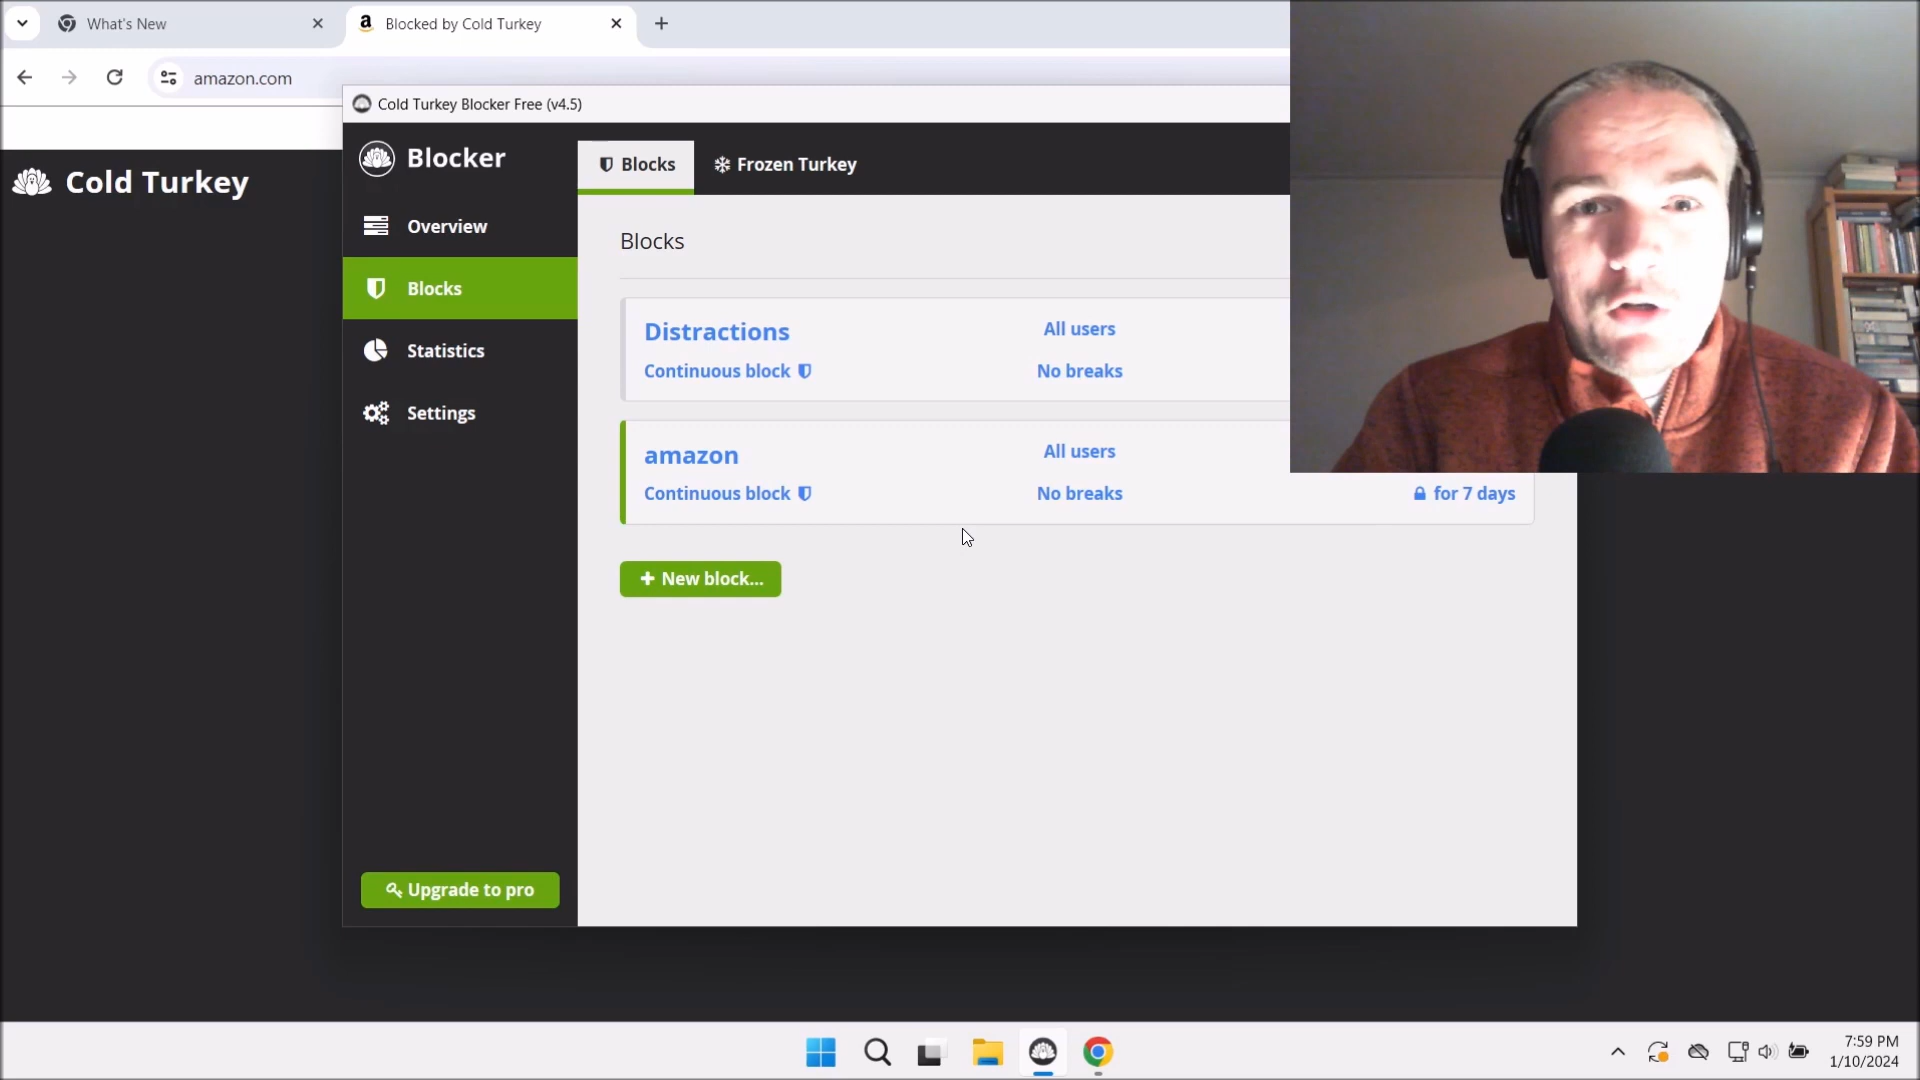 What's New
Blocked by Cold Turkey
amazon.com
Cold Turkey Blocker Free (v4.5)
Cold Turkey
Blocker
Overview
Blocks
Statistics
Settings
Upgrade to pro
Blocks
Frozen Turkey
Blocks
Distractions
All users
Continuous block
No breaks
amazon
All users
Continuous block
No breaks
for 7 days
+ New block...
7:59 PM
1/10/2024